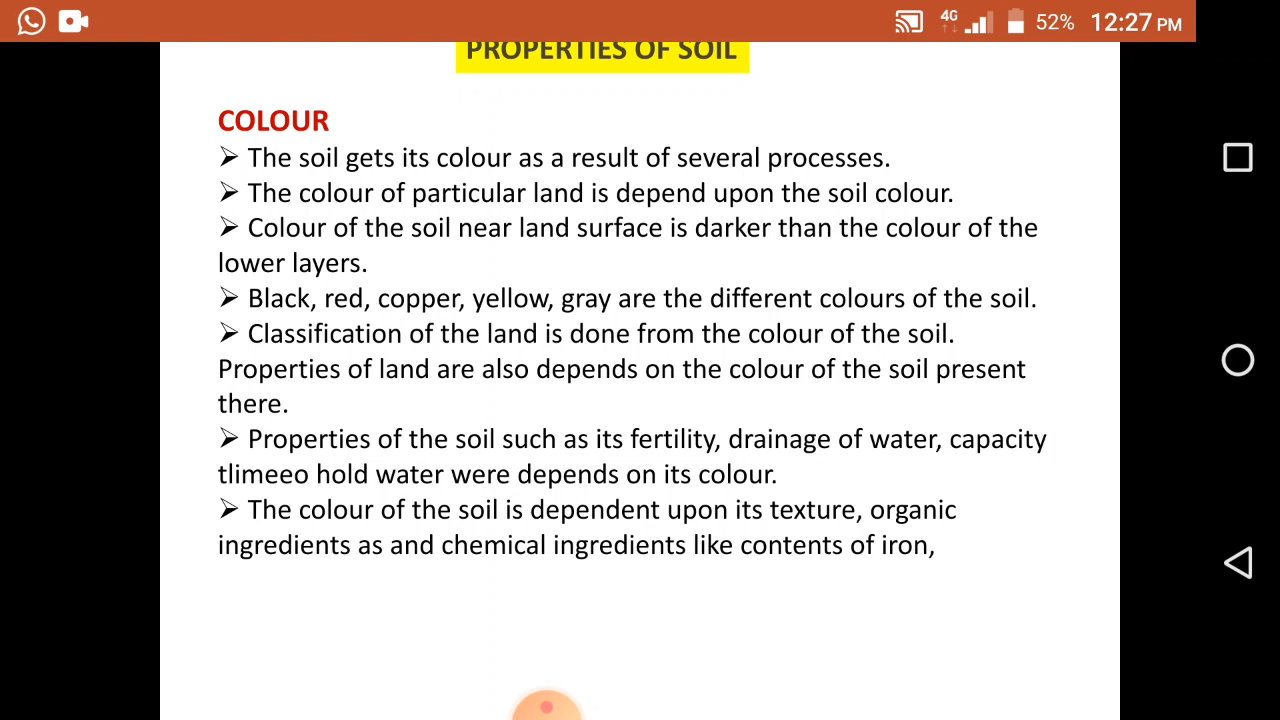 4G
52% 12:27 PM
PROPERTIES OF SOIL
COLOUR
➢ The soil gets its colour as a result of several processes.
➢ The colour of particular land is depend upon the soil colour.
➢ Colour of the soil near land surface is darker than the colour of the
lower layers.
➢ Black, red, copper, yellow, gray are the different colours of the soil.
➢ Classification of the land is done from the colour of the soil.
Properties of land are also depends on the colour of the soil present
there.
➢ Properties of the soil such as its fertility, drainage of water, capacity
tlimeeo hold water were depends on its colour.
➢ The colour of the soil is dependent upon its texture, organic
ingredients as and chemical ingredients like contents of iron,